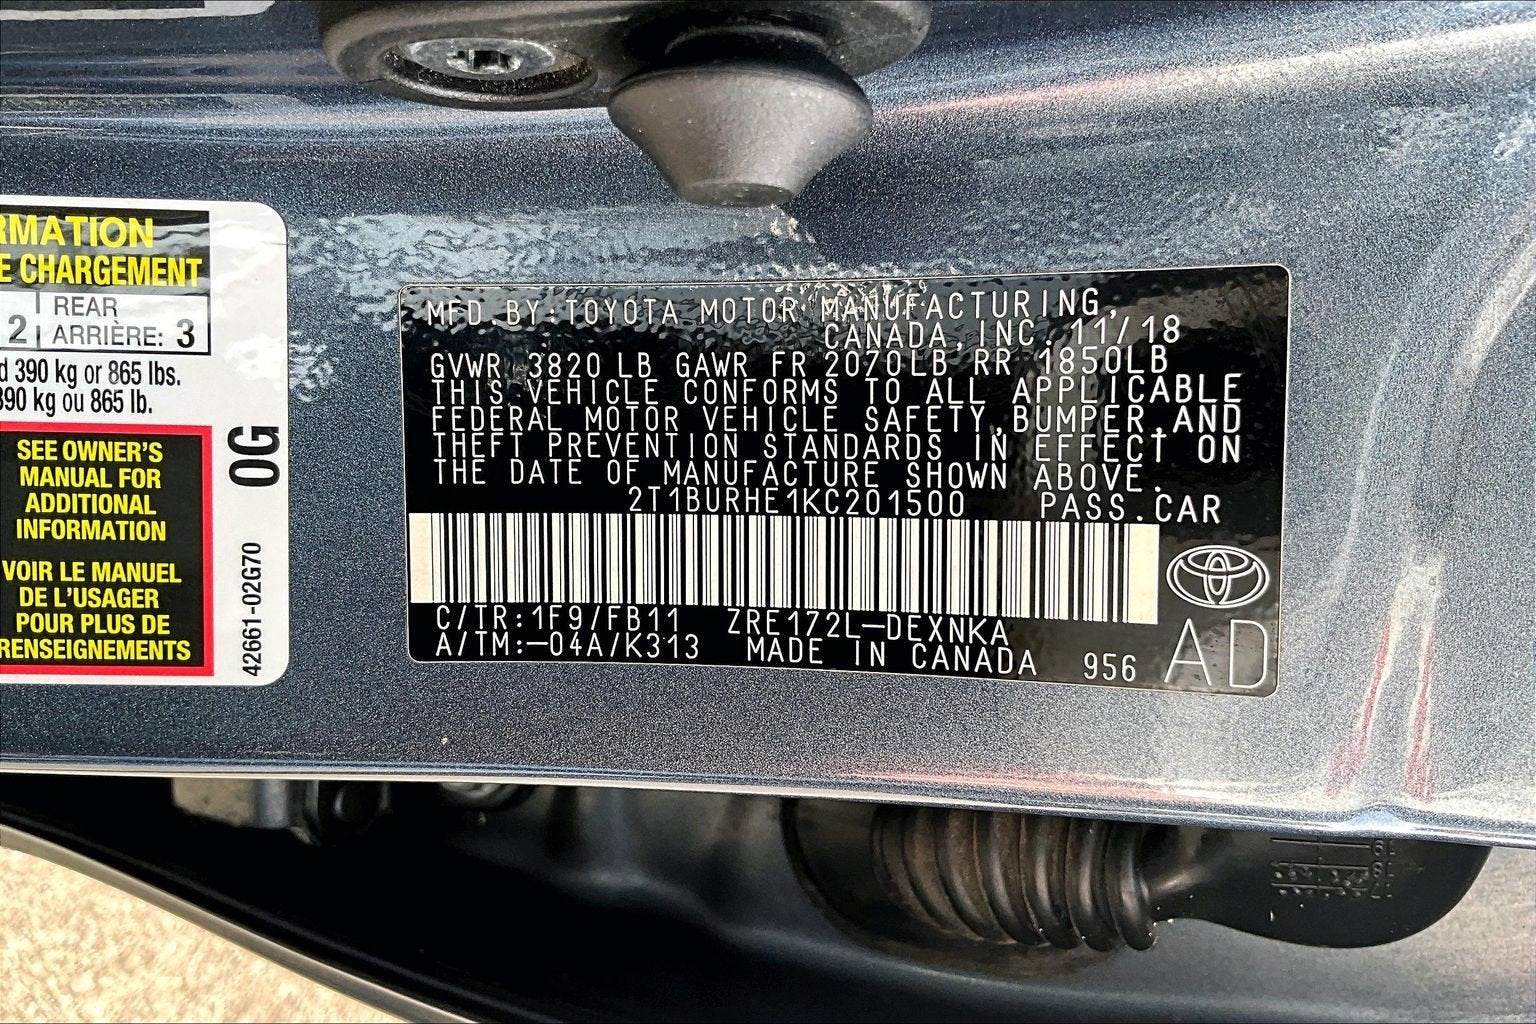 RMATION
E CHARGEMENT
2 REAR
ARRIÈRE: 3
d 390 kg or 865 lbs.
390 kg ou 865 lb.
SEE OWNER'S
MANUAL FOR
ADDITIONAL
INFORMATION
VOIR LE MANUEL
DE L'USAGER
POUR PLUS DE
RENSEIGNEMENTS
0G
42661-02G70
MFD BY:TOYOTA MOTOR MANUFACTURING,
CANADA,INC.11/18
GVWR 3820 LB GAWR FR 2070LB RR 1850LB
THIS VEHICLE CONFORMS TO ALL APPLICABLE
FEDERAL MOTOR VEHICLE SAFETY,BUMPER,AND
THEFT PREVENTION STANDARDS IN EFFECT ON
THE DATE OF MANUFACTURE SHOWN ABOVE.
2T1BURHE1KC201500 PASS.CAR
C/TR:1F9/FB11 ZRE172L-DEXNKA
A/TM:-04A/K313 MADE IN CANADA 956 AD